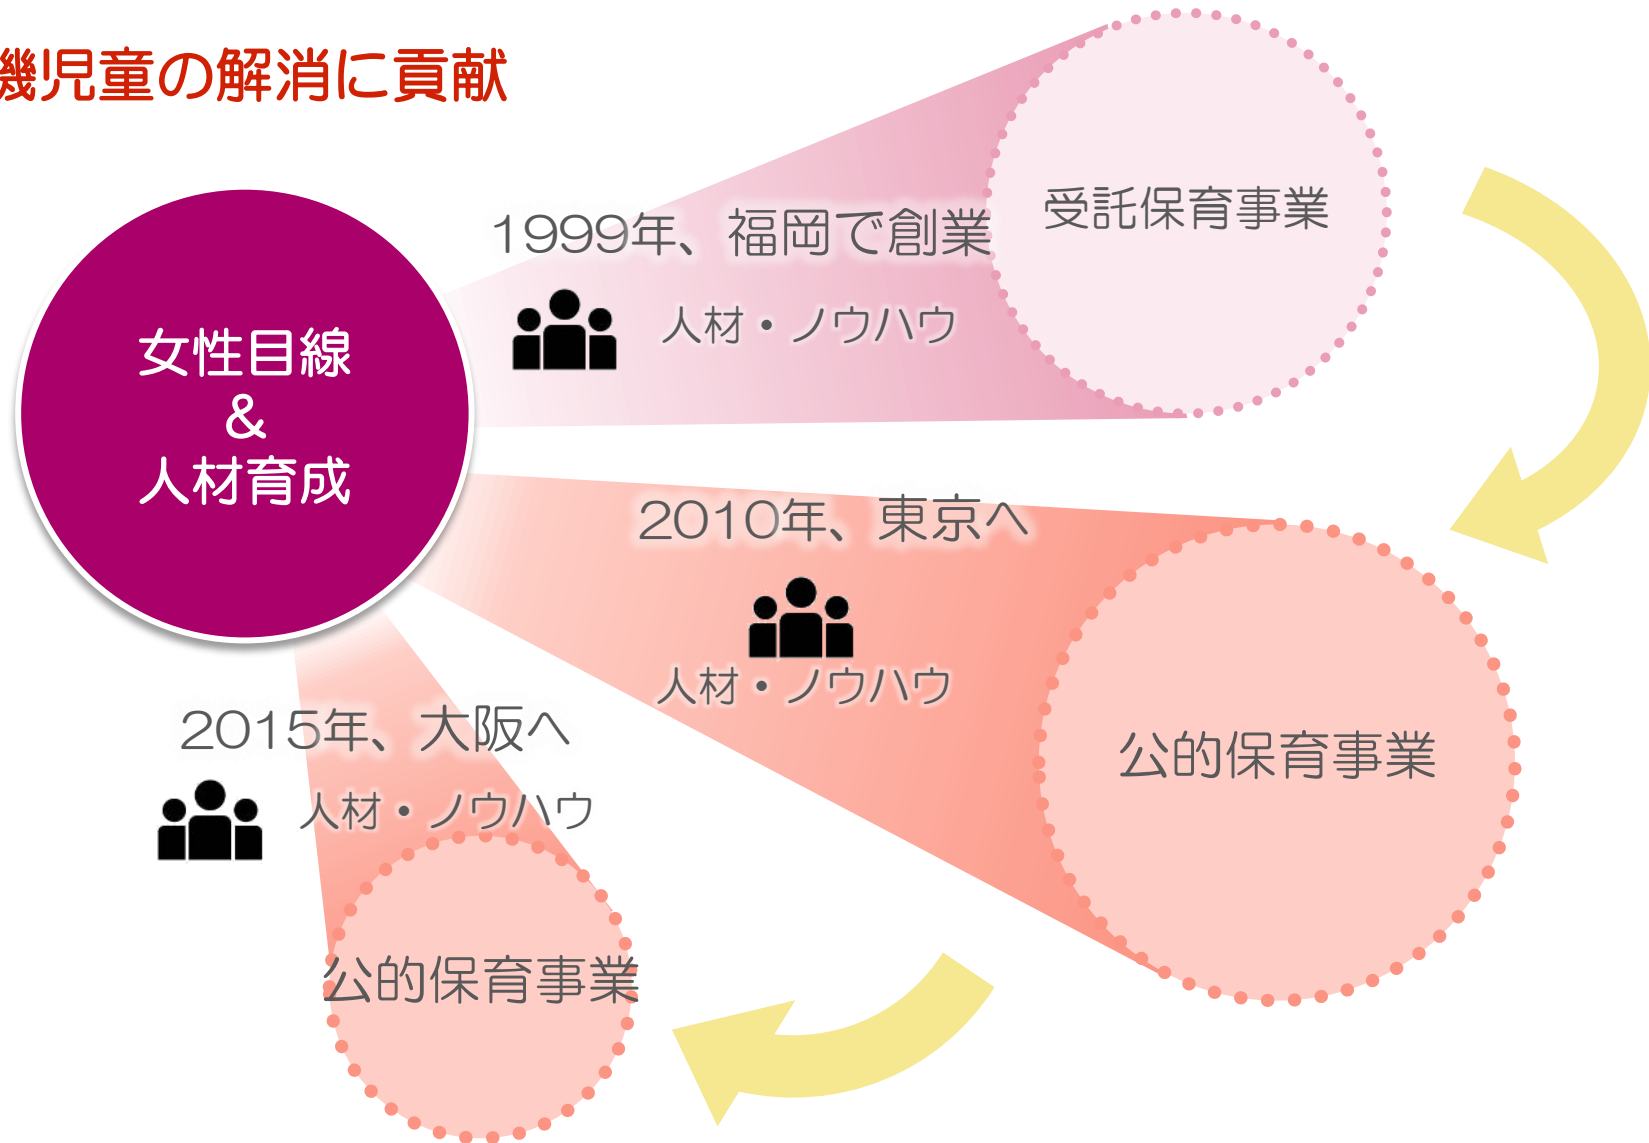 機児童の解消に貢献
女性目線
&
人材育成
1999年、福岡で創業
人材・ノウハウ
受託保育事業
2010年、東京へ
人材・ノウハウ
公的保育事業
2015年、大阪へ
人材・ノウハウ
公的保育事業